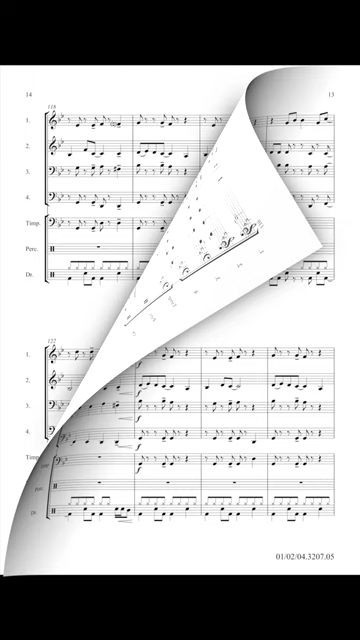 14 13
118
1.
2.
3.
4.
Timp.
Perc.
Dr.
122
1.
2.
3.
4.
f
f
f
f
f
Dr.
01/02/04.3207.05